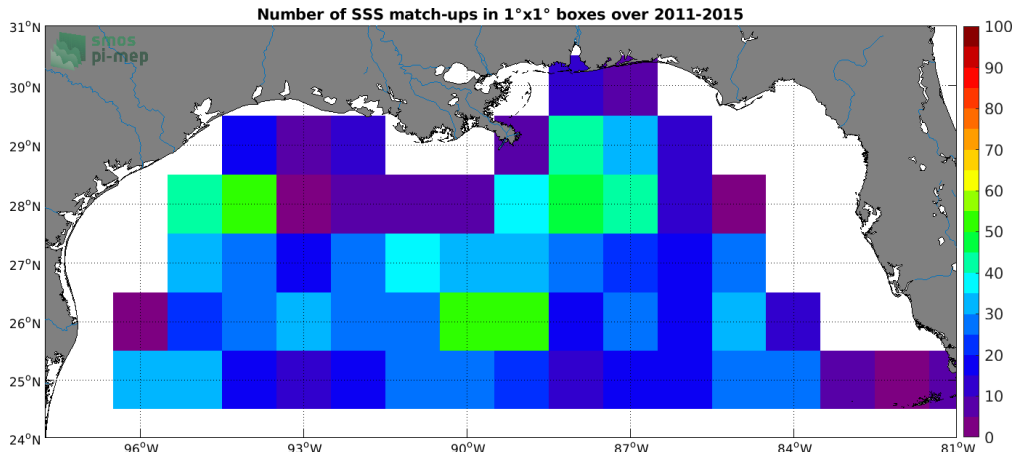 Number of SSS match-ups in 1°x1° boxes over 2011-2015
smos
pi-mep
31°N
30°N
29°N
28°N
27°N
26°N
25°N
24°N
96°W
93°W
90°W
87°W
84°W
81°W
100
90
80
70
60
50
40
30
20
10
0